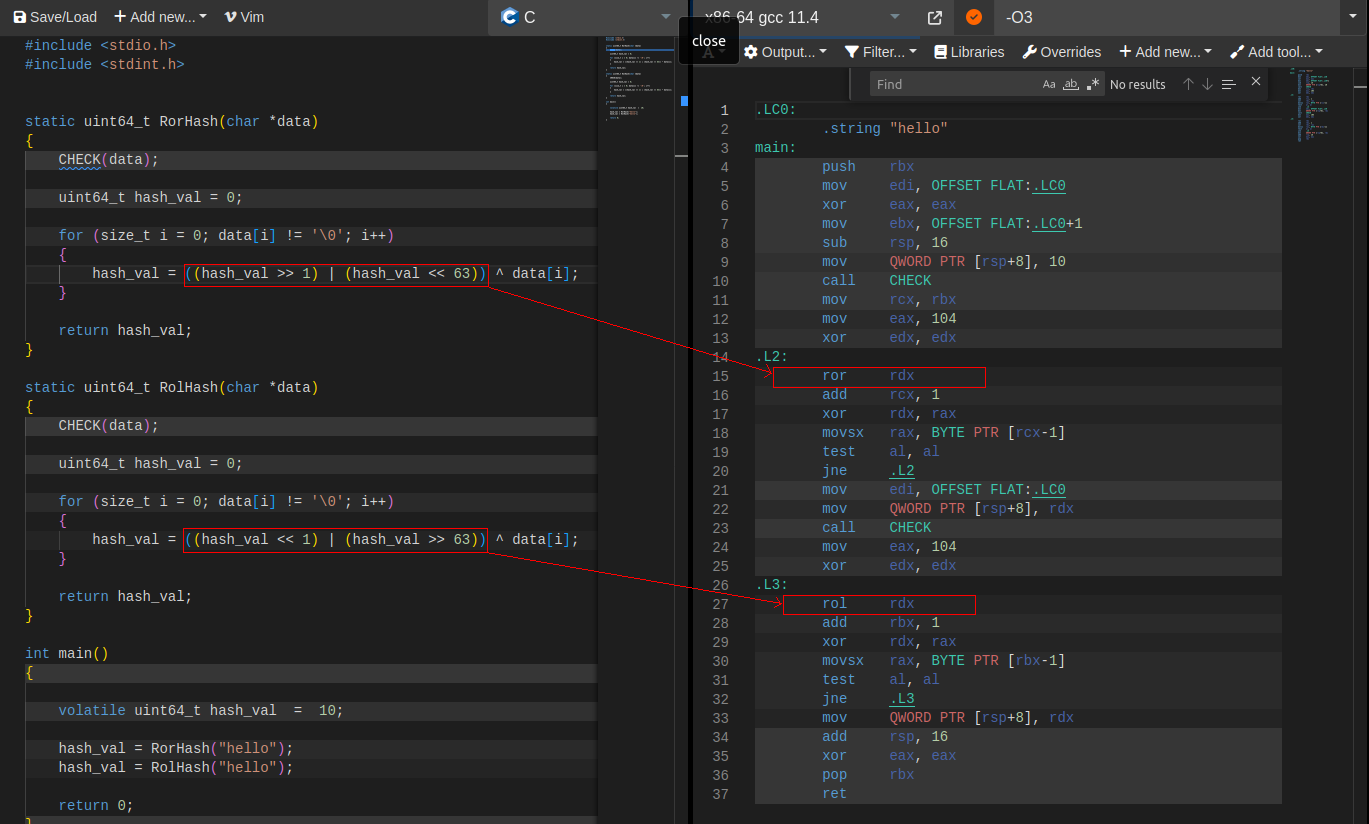 Save/Load + Add new... Vim C
x86-64 gcc 11.4 -O3
close
A Output... Filter... Libraries Overrides + Add new... Add tool...
Find Aa ab .* No results
#include <stdio.h>
#include <stdint.h>
static uint64_t RorHash(char *data)
{
CHECK(data);
uint64_t hash_val = 0;
for (size_t i = 0; data[i] != '\0'; i++)
{
hash_val = ((hash_val >> 1) | (hash_val << 63)) ^ data[i];
}
return hash_val;
}
static uint64_t RolHash(char *data)
{
CHECK(data);
uint64_t hash_val = 0;
for (size_t i = 0; data[i] != '\0'; i++)
{
hash_val = ((hash_val << 1) | (hash_val >> 63)) ^ data[i];
}
return hash_val;
}
int main()
{
volatile uint64_t hash_val  =  10;
hash_val = RorHash("hello");
hash_val = RolHash("hello");
return 0;
}
1 .LC0:
2 .string "hello"
3 main:
4 push rbx
5 mov edi, OFFSET FLAT:.LC0
6 xor eax, eax
7 mov ebx, OFFSET FLAT:.LC0+1
8 sub rsp, 16
9 mov QWORD PTR [rsp+8], 10
10 call CHECK
11 mov rcx, rbx
12 mov eax, 104
13 xor edx, edx
14 .L2:
15 ror rdx
16 add rcx, 1
17 xor rdx, rax
18 movsx rax, BYTE PTR [rcx-1]
19 test al, al
20 jne .L2
21 mov edi, OFFSET FLAT:.LC0
22 mov QWORD PTR [rsp+8], rdx
23 call CHECK
24 mov eax, 104
25 xor edx, edx
26 .L3:
27 rol rdx
28 add rbx, 1
29 xor rdx, rax
30 movsx rax, BYTE PTR [rbx-1]
31 test al, al
32 jne .L3
33 mov QWORD PTR [rsp+8], rdx
34 add rsp, 16
35 xor eax, eax
36 pop rbx
37 ret